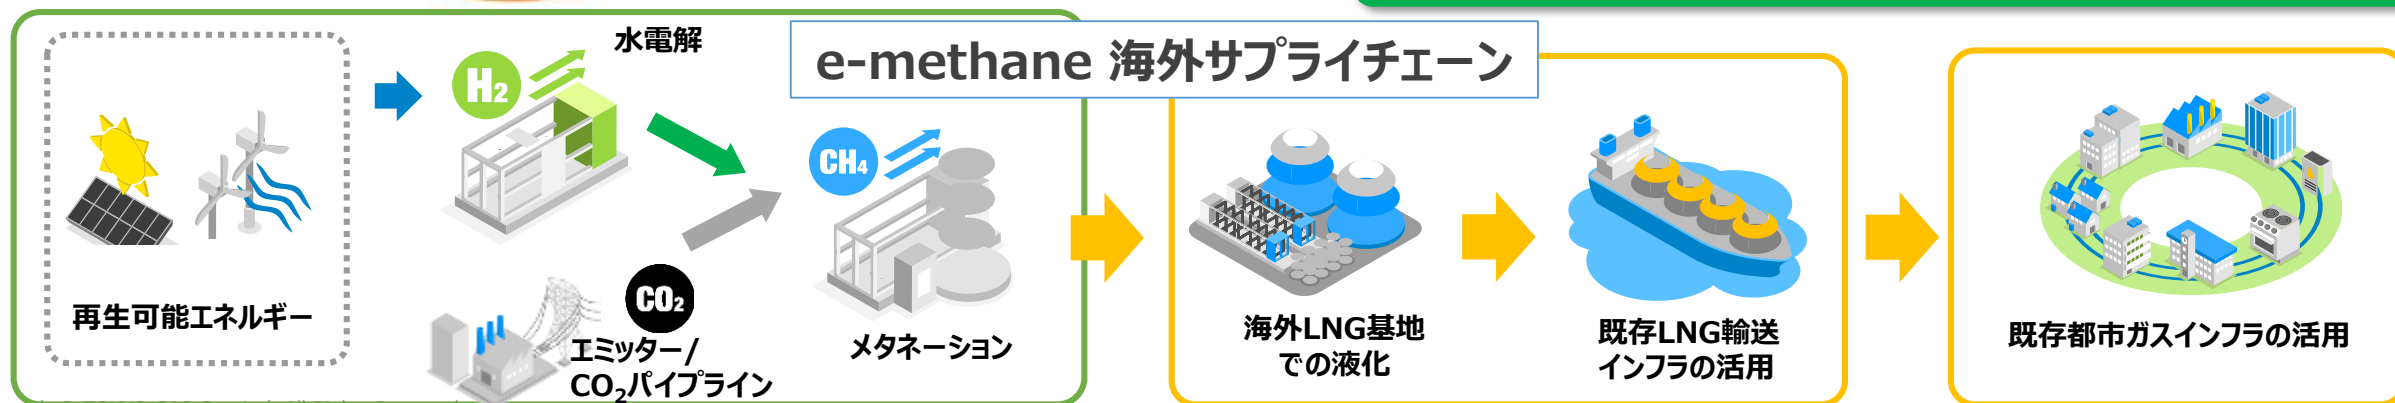 e-methane 海外サプライチェーン
再生可能エネルギー
水電解
H2
CO2
エミッター/
CO2パイプライン
CH4
メタネーション
海外LNG基地
での液化
既存LNG輸送
インフラの活用
既存都市ガスインフラの活用